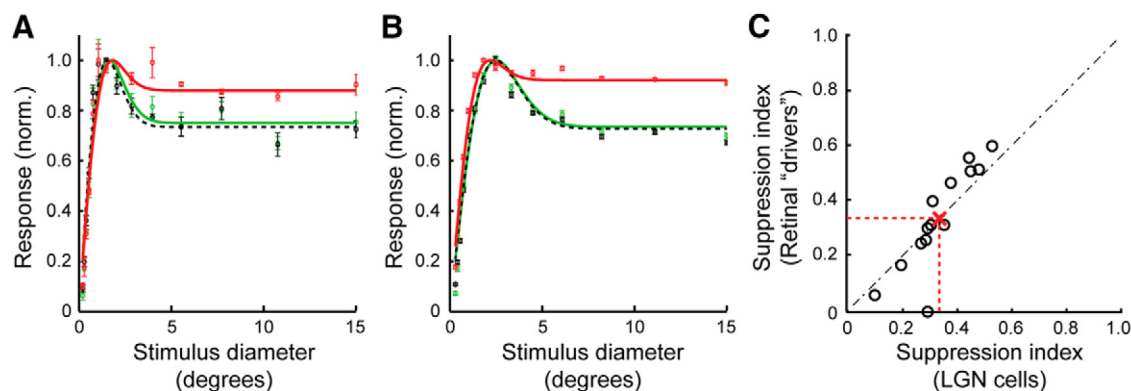 A
B
C
Response (norm.)
1.0
0.8
0.6
0.4
0.2
0
0
5
10
15
Stimulus diameter
(degrees)
Response (norm.)
1.0
0.8
0.6
0.4
0.2
0
0
5
10
15
Stimulus diameter
(degrees)
Suppression index
(Retinal “drivers”)
1.0
0.8
0.6
0.4
0.2
0
0
0.2
0.4
0.6
0.8
1.0
Suppression index
(LGN cells)